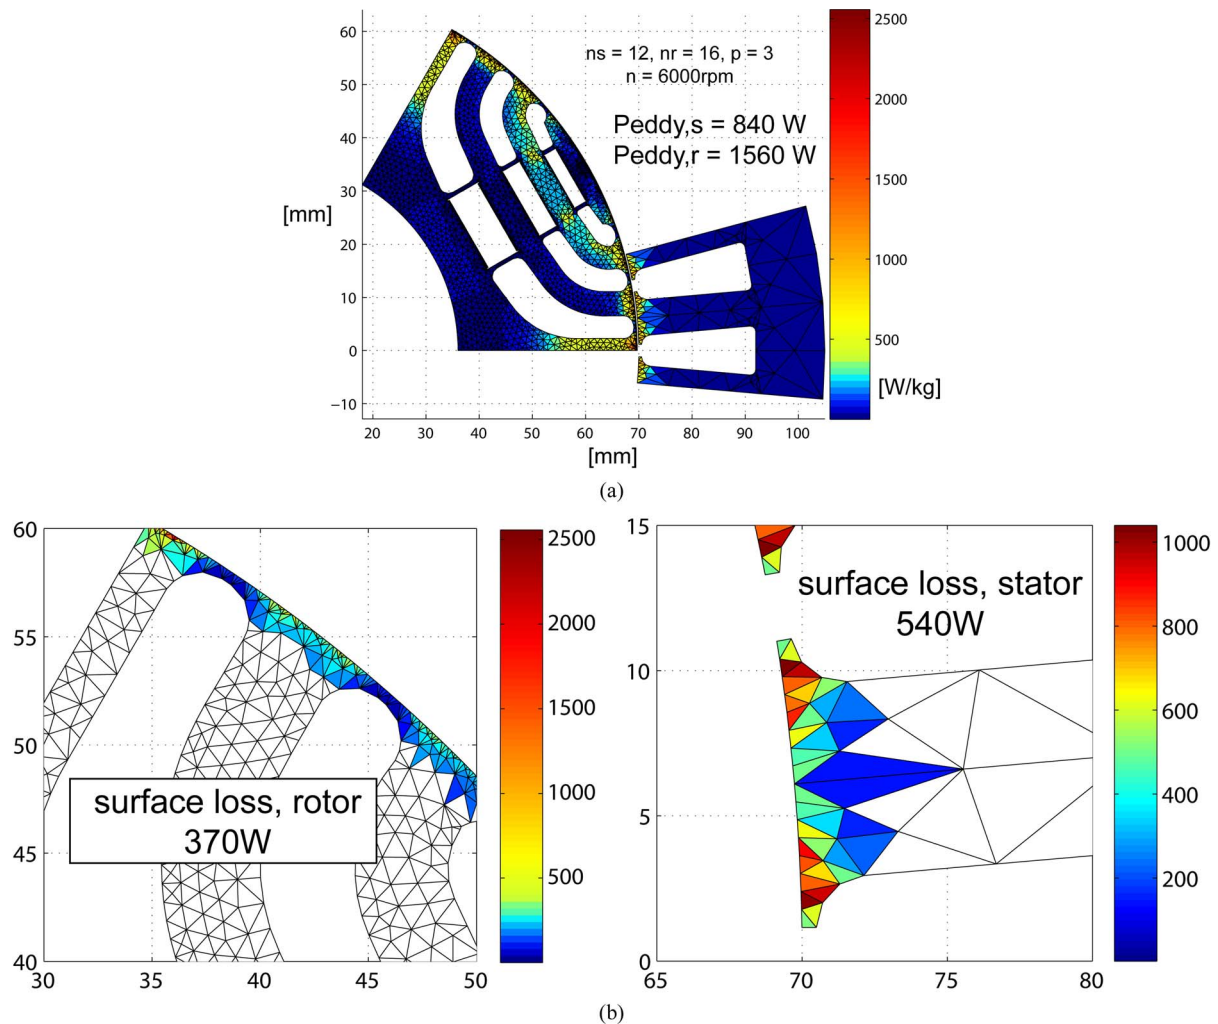 ns = 12, nr = 16, p = 3
n = 6000rpm
Peddy,s = 840 W
Peddy,r = 1560 W
60
50
40
30
20
10
0
−10
[mm]
20 30 40 50 60 70 80 90 100
[mm]
2500
2000
1500
1000
500
[W/kg]
(a)
60
55
50
45
40
30 35 40 45 50
surface loss, rotor
370W
2500
2000
1500
1000
500
15
10
5
0
65 70 75 80
surface loss, stator
540W
1000
800
600
400
200
(b)